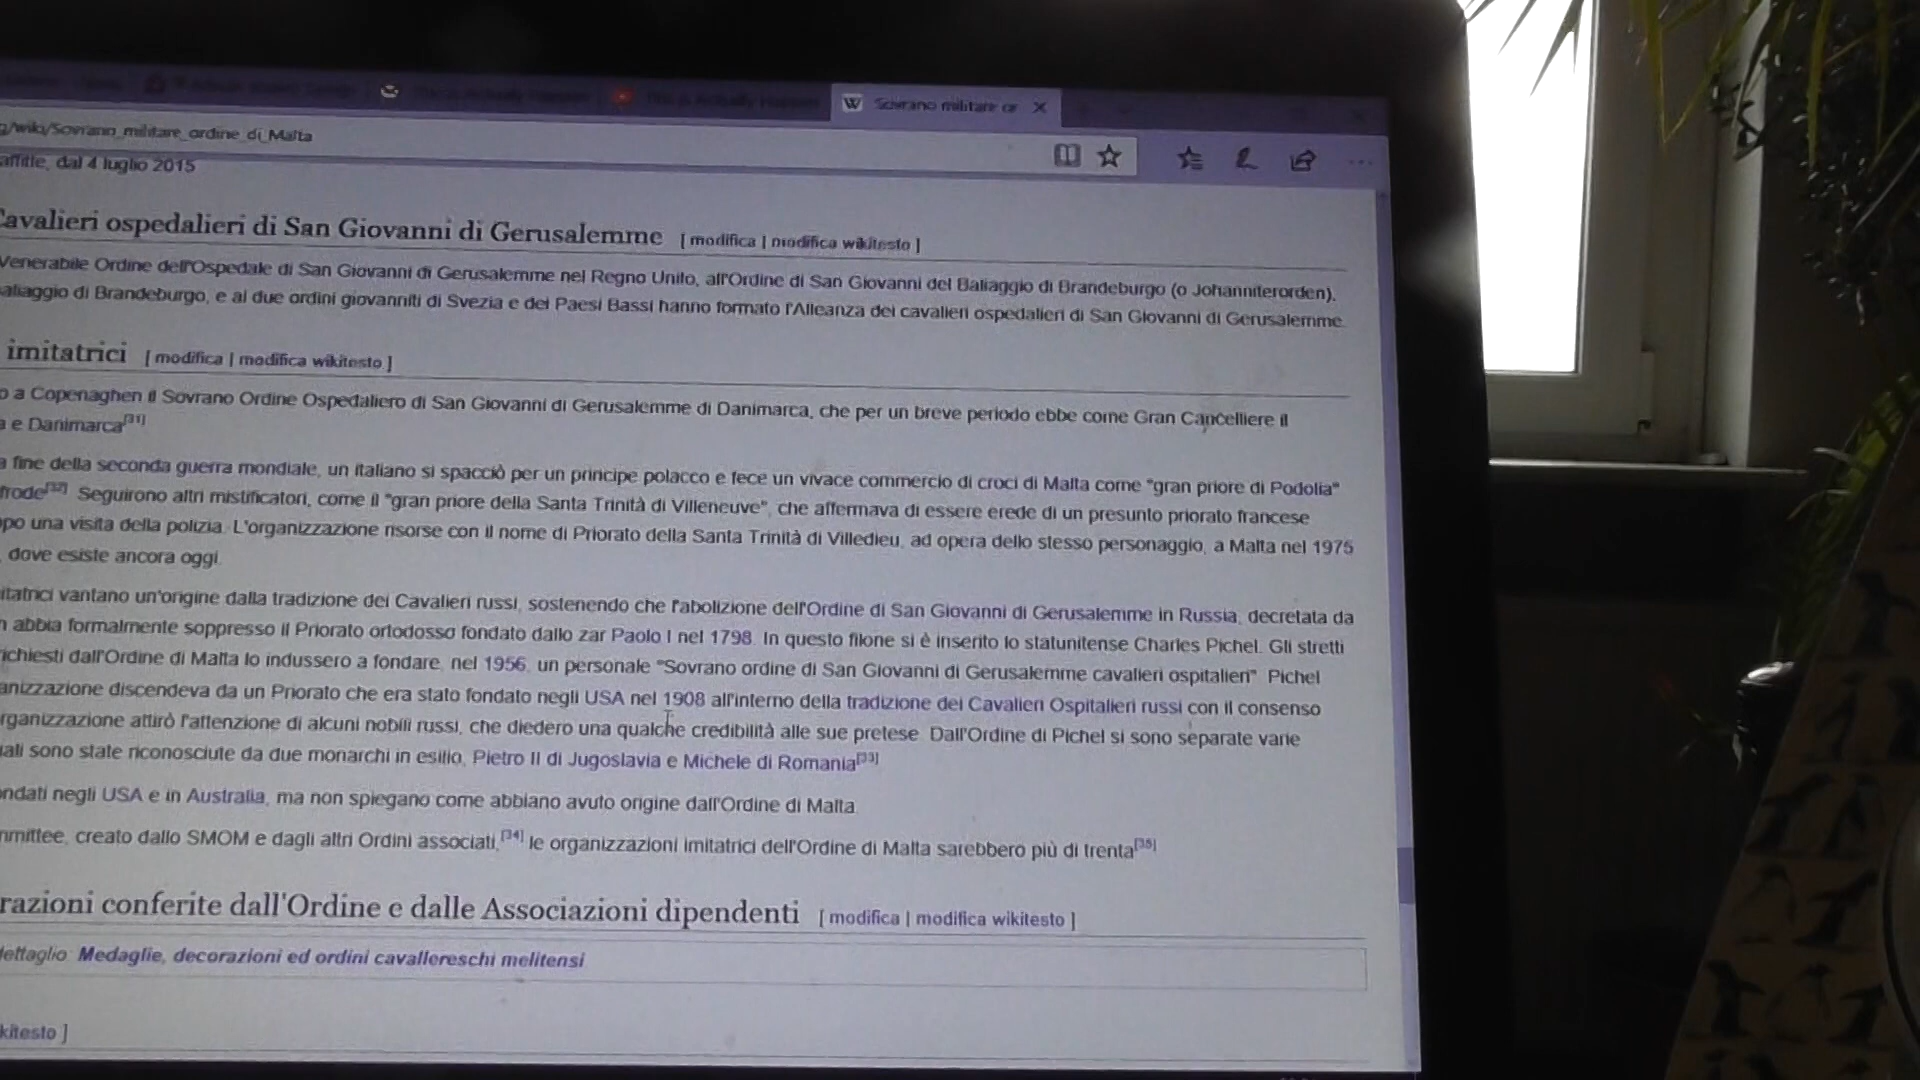 W Sovrano militare or
g/wiki/Sovrano_militare_ordine_di_Malta
affitte, dal 4 luglio 2015
Cavalieri ospedalieri di San Giovanni di Gerusalemme [ modifica | modifica wikitesto ]
Venerabile Ordine dell'Ospedale di San Giovanni di Gerusalemme nel Regno Unito, all'Ordine di San Giovanni del Baliaggio di Brandeburgo (o Johanniterorden),
aliaggio di Brandeburgo, e ai due ordini giovanniti di Svezia e dei Paesi Bassi hanno formato l'Alleanza dei cavalieri ospedalieri di San Giovanni di Gerusalemme.
imitatrici [ modifica | modifica wikitesto ]
o a Copenaghen il Sovrano Ordine Ospedaliero di San Giovanni di Gerusalemme di Danimarca, che per un breve periodo ebbe come Gran Cancelliere il
a e Danimarca[31]
a fine della seconda guerra mondiale, un italiano si spacciò per un principe polacco e fece un vivace commercio di croci di Malta come "gran priore di Podolia"
frode[32] Seguirono altri mistificatori, come il "gran priore della Santa Trinità di Villeneuve", che affermava di essere erede di un presunto priorato francese
opo una visita della polizia. L'organizzazione risorse con il nome di Priorato della Santa Trinità di Villedieu, ad opera dello stesso personaggio, a Malta nel 1975
, dove esiste ancora oggi.
itatrici vantano un'origine dalla tradizione dei Cavalieri russi, sostenendo che l'abolizione dell'Ordine di San Giovanni di Gerusalemme in Russia, decretata da
n abbia formalmente soppresso il Priorato ortodosso fondato dallo zar Paolo I nel 1798. In questo filone si è inserito lo statunitense Charles Pichel. Gli stretti
richiesti dall'Ordine di Malta lo indussero a fondare, nel 1956, un personale "Sovrano ordine di San Giovanni di Gerusalemme cavalieri ospitalieri". Pichel
anizzazione discendeva da un Priorato che era stato fondato negli USA nel 1908 all'interno della tradizione dei Cavalieri Ospitalieri russi con il consenso
rganizzazione attirò l'attenzione di alcuni nobili russi, che diedero una qualche credibilità alle sue pretese. Dall'Ordine di Pichel si sono separate varie
uali sono state riconosciute da due monarchi in esilio, Pietro II di Jugoslavia e Michele di Romania[33]
ondati negli USA e in Australia, ma non spiegano come abbiano avuto origine dall'Ordine di Malta.
mmittee, creato dallo SMOM e dagli altri Ordini associati,[34] le organizzazioni imitatrici dell'Ordine di Malta sarebbero più di trenta[35]
razioni conferite dall'Ordine e dalle Associazioni dipendenti [ modifica | modifica wikitesto ]
dettaglio: Medaglie, decorazioni ed ordini cavallereschi melitensi
kitesto ]